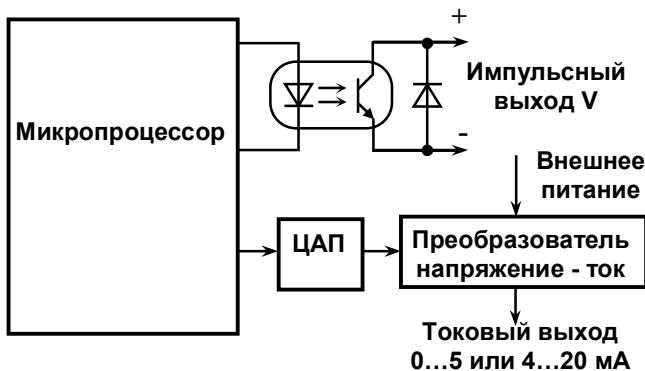 +
Импульсный
выход V
Микропроцессор
-
Внешнее
питание
ЦАП
Преобразователь
напряжение - ток
Токовый выход
0...5 или 4...20 мА